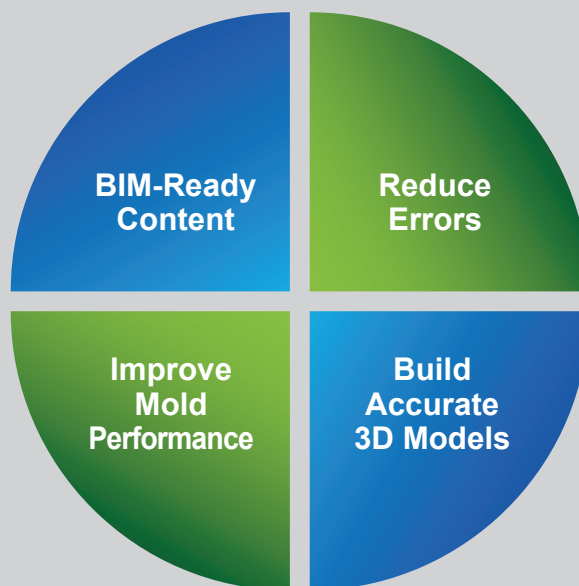 BIM-Ready
Content
Reduce
Errors
Improve
Mold
Performance
Build
Accurate
3D Models